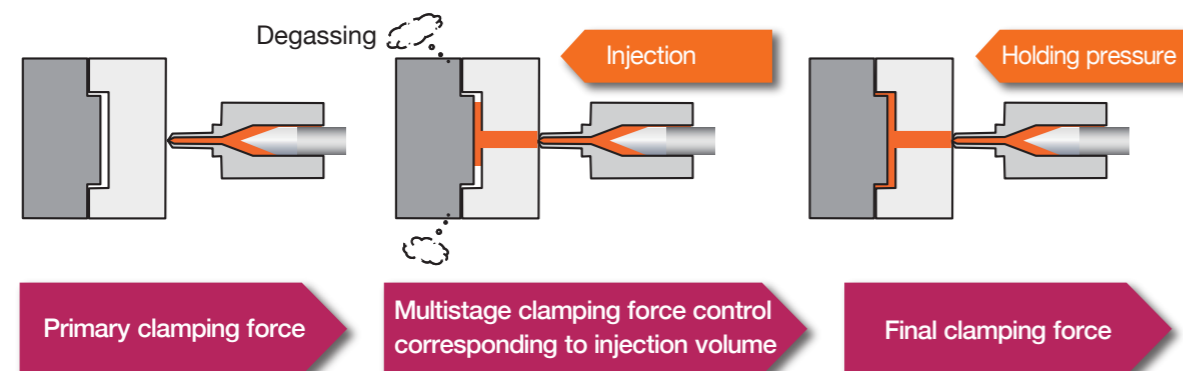 Degassing
Injection
Holding pressure
Primary clamping force
Multistage clamping force control
corresponding to injection volume
Final clamping force